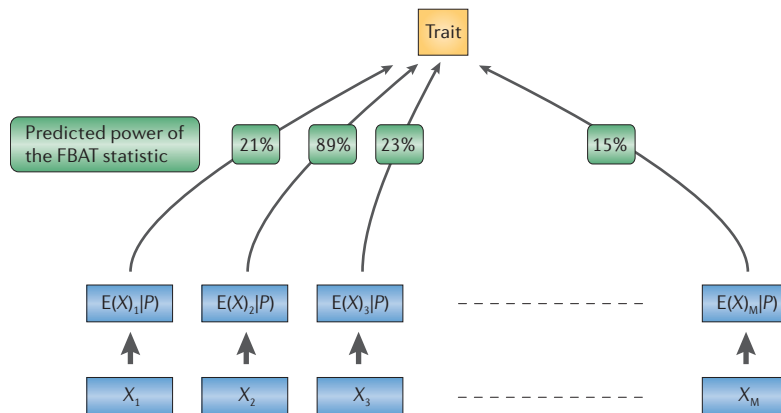 Trait
Predicted power of
the FBAT statistic
21%
89%
23%
15%
E(X)₁|P)
E(X)₂|P)
E(X)₃|P)
E(X)ₘ|P)
X₁
X₂
X₃
Xₘ